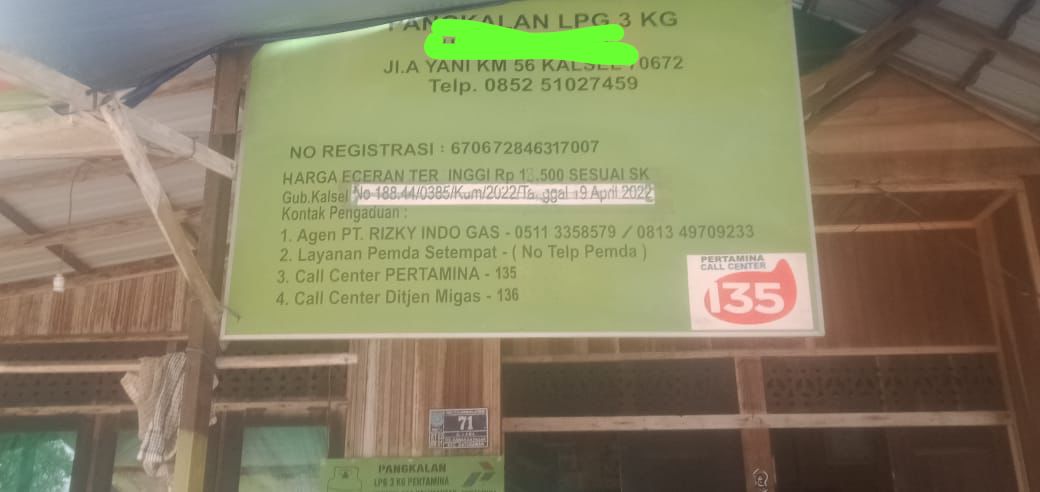 PANGKALAN LPG 3 KG
Jl.A YANI KM 56 KALSEL 70672
Telp. 0852 51027459
NO REGISTRASI : 670672846317007
HARGA ECERAN TER INGGI Rp 18.500 SESUAI SK
Gub.Kalsel No 188.44/0385/Kum/2022/Tanggal 19 April 2022
Kontak Pengaduan :
1. Agen PT. RIZKY INDO GAS - 0511 3358579 / 0813 49709233
2. Layanan Pemda Setempat - ( No Telp Pemda )
3. Call Center PERTAMINA - 135
4. Call Center Ditjen Migas - 136
PERTAMINA
CALL CENTER
135
71
PANGKALAN
LPG 3 KG PERTAMINA